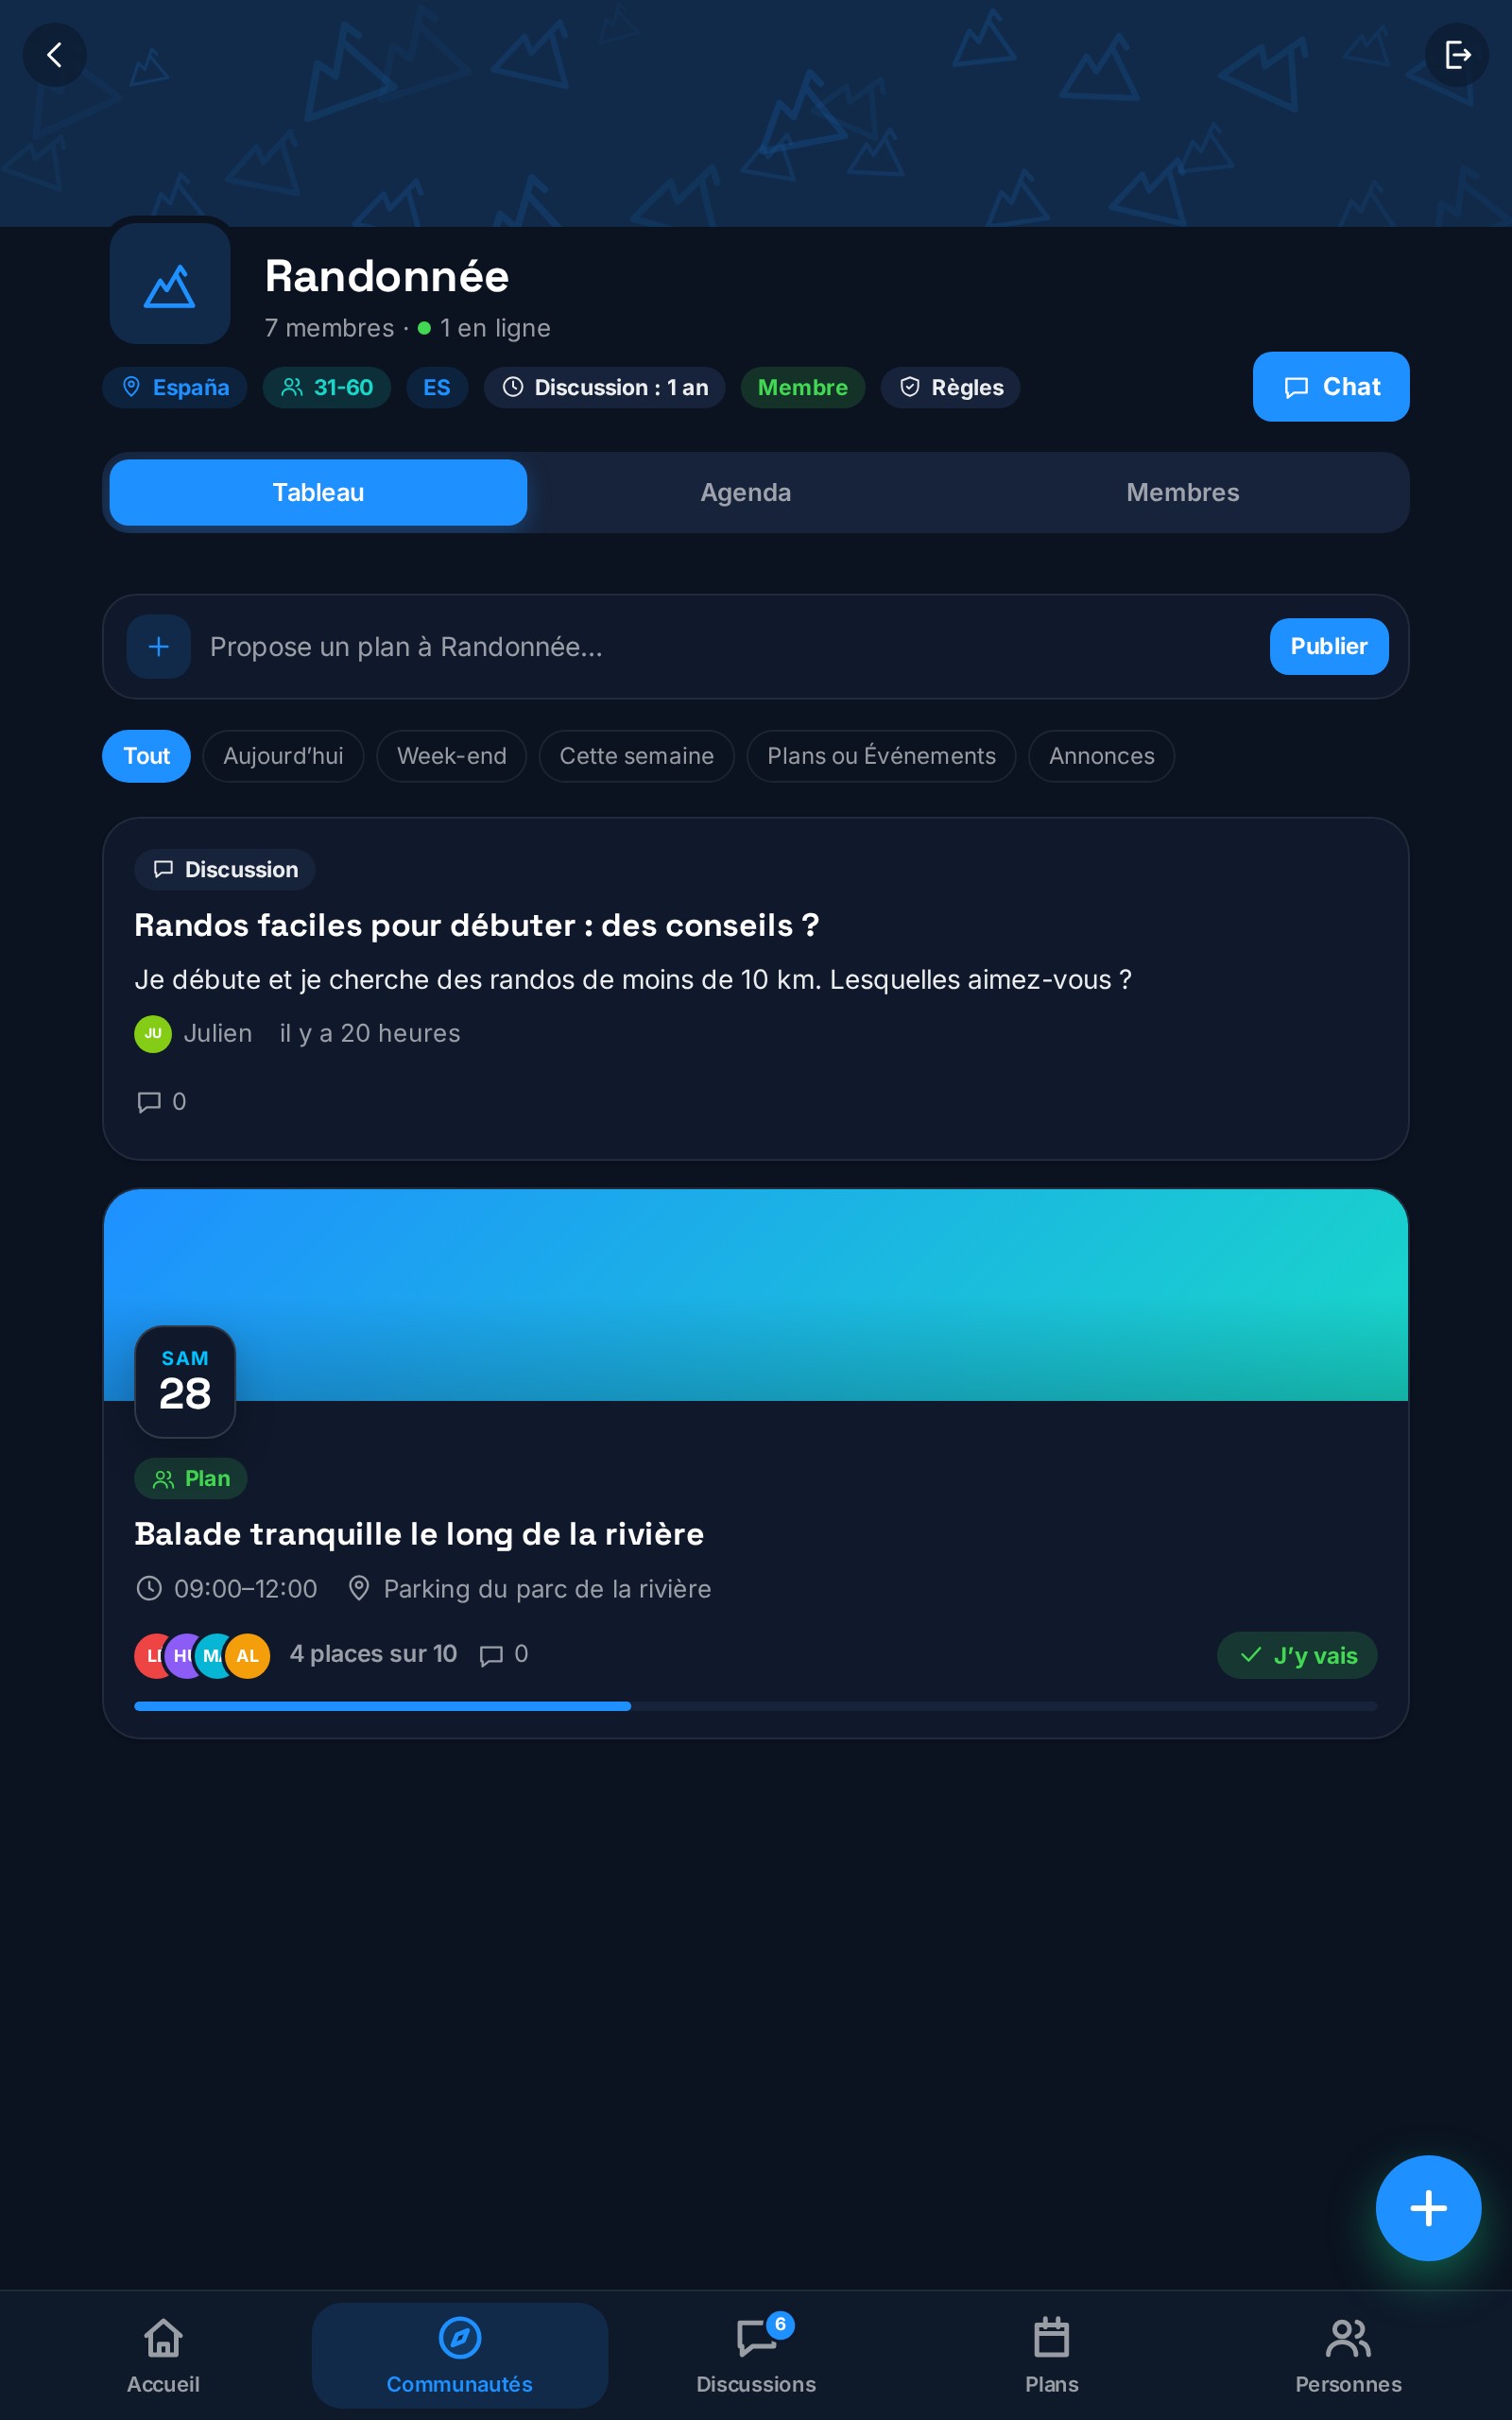 Randonnée
7 membres · 1 en ligne
España
31-60
ES
Discussion : 1 an
Membre
Règles
Chat
Tableau
Agenda
Membres
Propose un plan à Randonnée...
Publier
Tout
Aujourd’hui
Week-end
Cette semaine
Plans ou Événements
Annonces
Discussion
Randos faciles pour débuter : des conseils ?
Je débute et je cherche des randos de moins de 10 km. Lesquelles aimez-vous ?
JU Julien il y a 20 heures
0
SAM
28
Plan
Balade tranquille le long de la rivière
09:00–12:00 Parking du parc de la rivière
AL 4 places sur 10 0
J’y vais
6
Accueil
Communautés
Discussions
Plans
Personnes